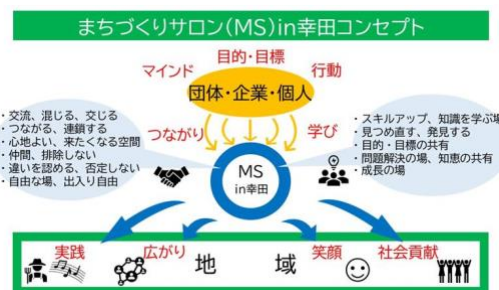 まちづくりサロン(MS)in幸田コンセプト
目的・目標
マインド
行動
団体・企業・個人
つながり
学び
・交流、混じる、交じる
・つながる、連鎖する
・心地よい、来たくなる空間
・仲間、排除しない
・違いを認める、否定しない
・自由な場、出入り自由
MS
in幸田
・スキルアップ、知識を学ぶ場
・見つめ直す、発見する
・目的・目標の共有
・問題解決の場、知恵の共有
・成長の場
実践
広がり
地域
笑顔
社会貢献